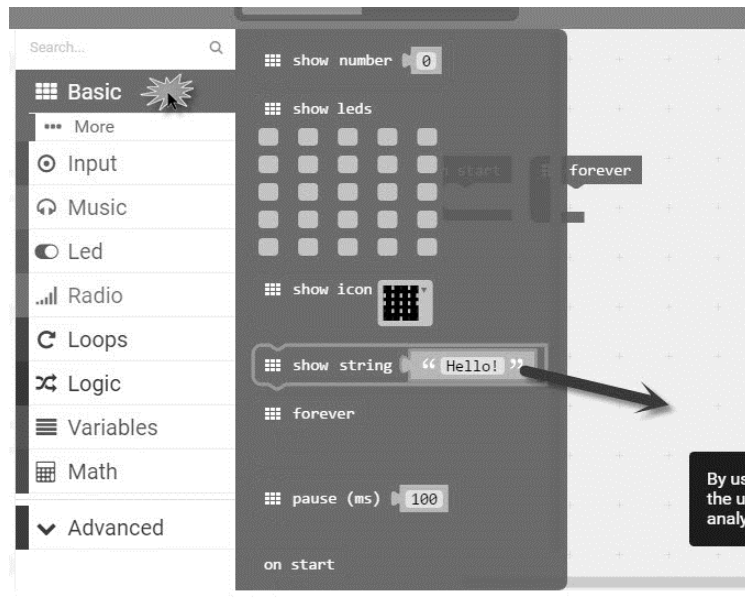 Search...
Basic
More
Input
Music
Led
Radio
Loops
Logic
Variables
Math
Advanced
show number 0
show leds
show icon
show string “ Hello! ”
forever
pause (ms) 100
on start
start
forever
By us
the u
analy